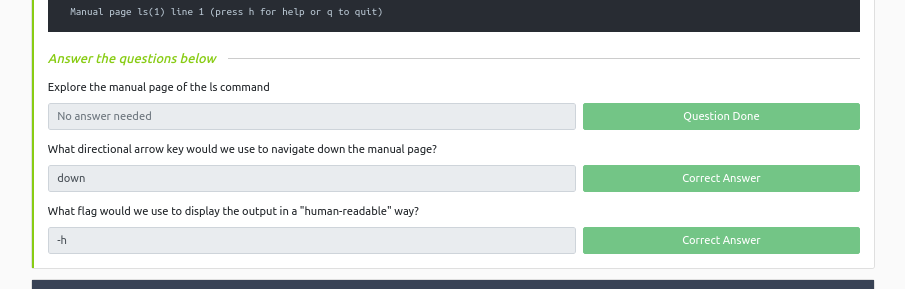 Manual page ls(1) line 1 (press h for help or q to quit)
Answer the questions below
Explore the manual page of the ls command
No answer needed
Question Done
What directional arrow key would we use to navigate down the manual page?
down
Correct Answer
What flag would we use to display the output in a "human-readable" way?
-h
Correct Answer